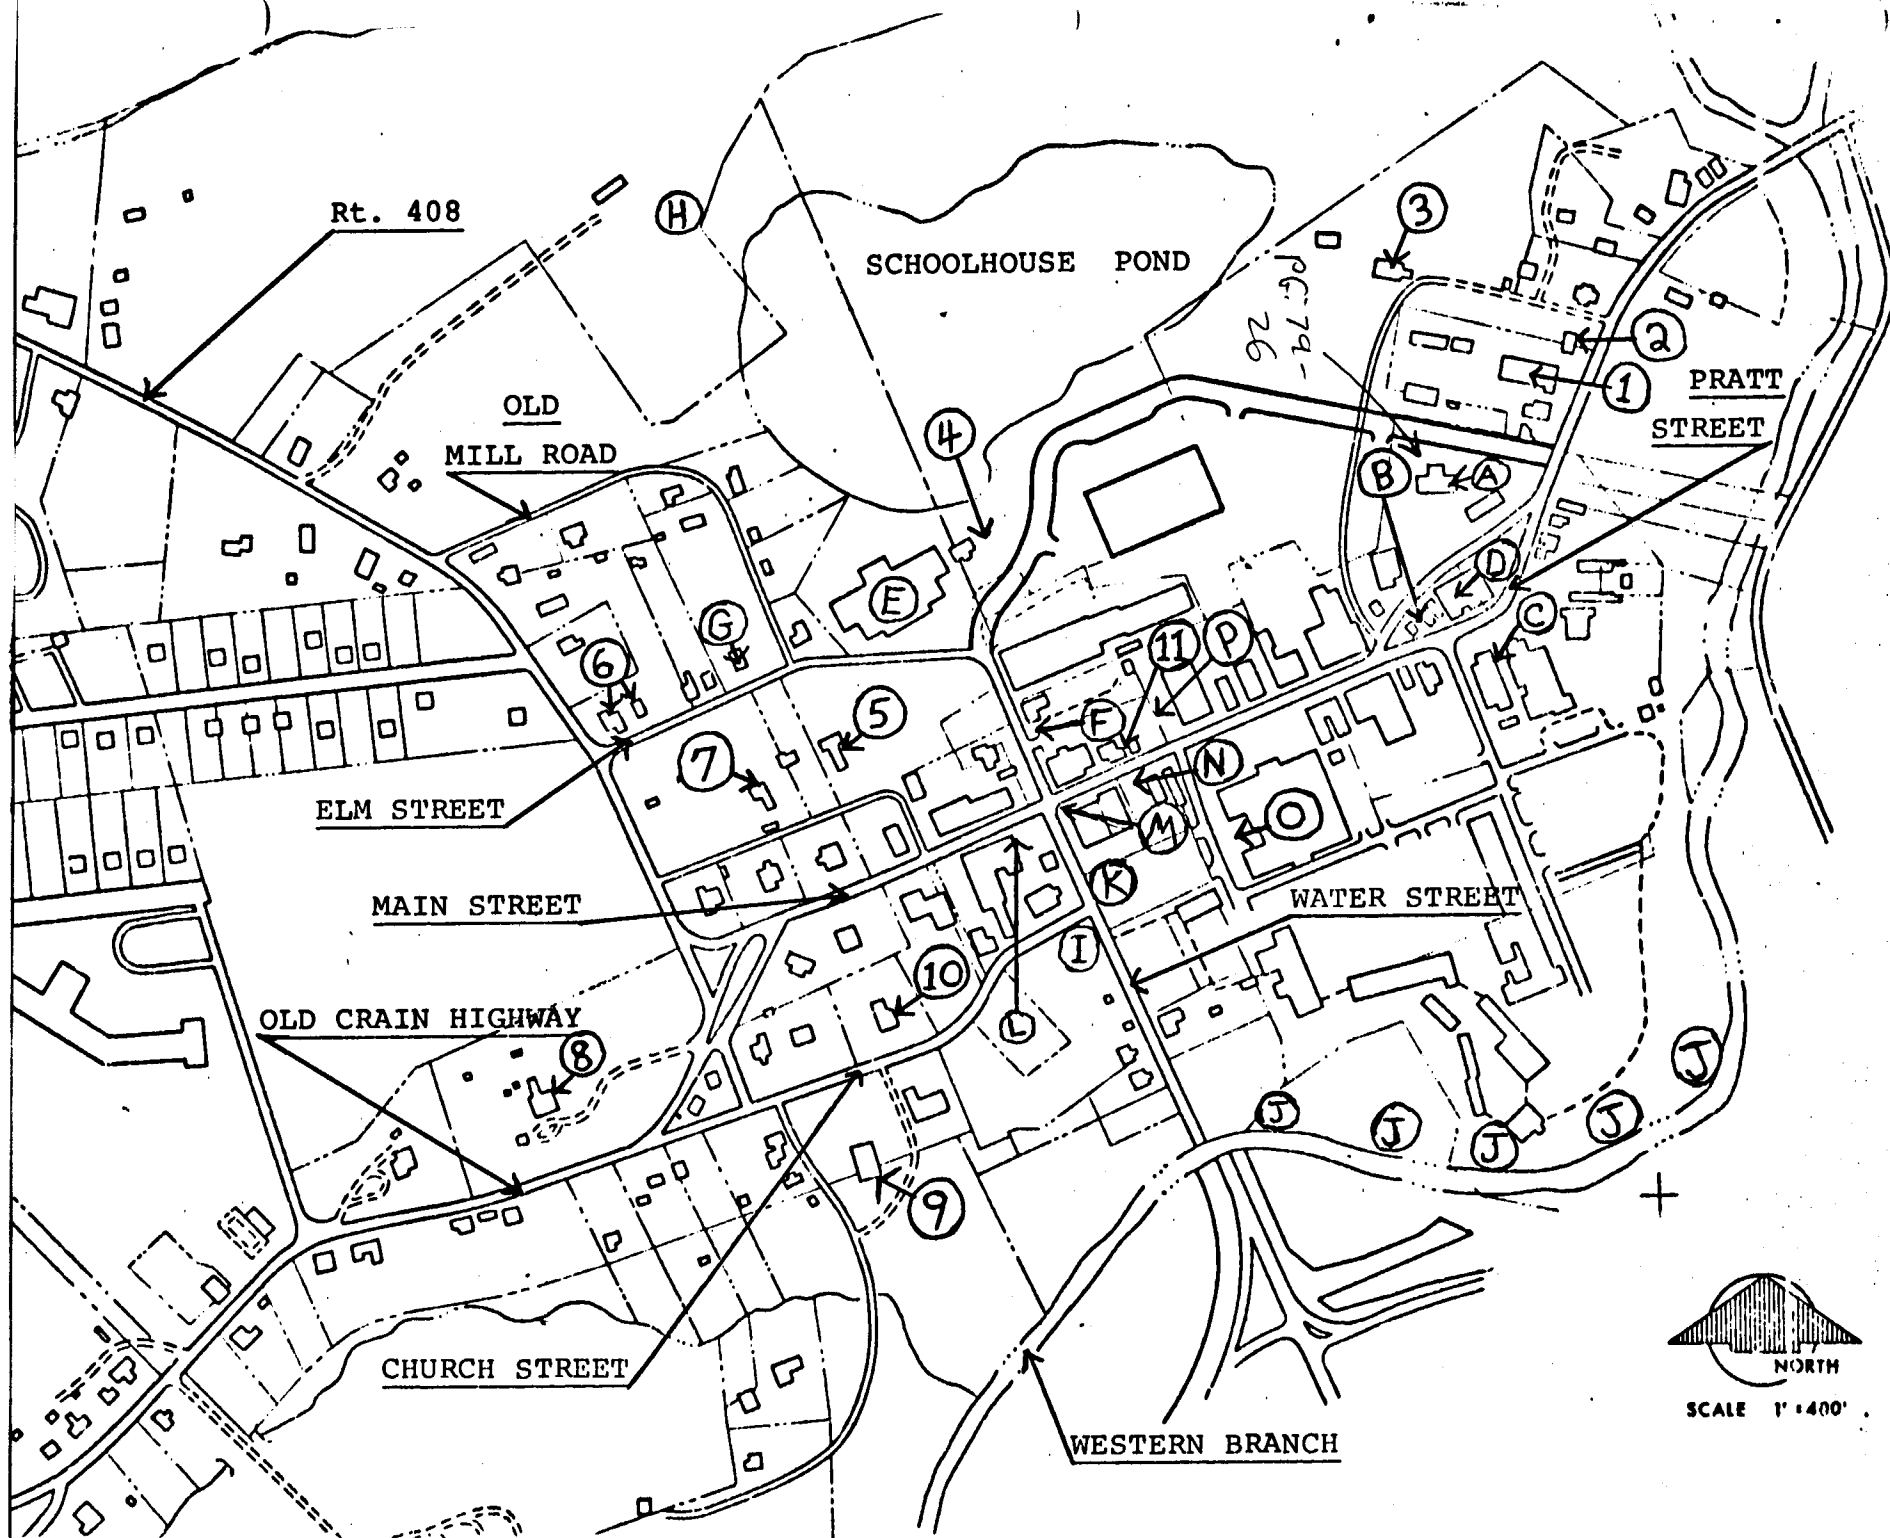 Rt. 408
H
SCHOOLHOUSE POND
3
PG:79-
26
2
1
PRATT
STREET
OLD
MILL ROAD
4
B
A
D
E
C
G
6
11
P
5
F
7
N
ELM STREET
O
M
K
MAIN STREET
WATER STREET
I
10
OLD CRAIN HIGHWAY
L
8
J
J
J
J
J
9
CHURCH STREET
NORTH
SCALE 1"=400'
WESTERN BRANCH